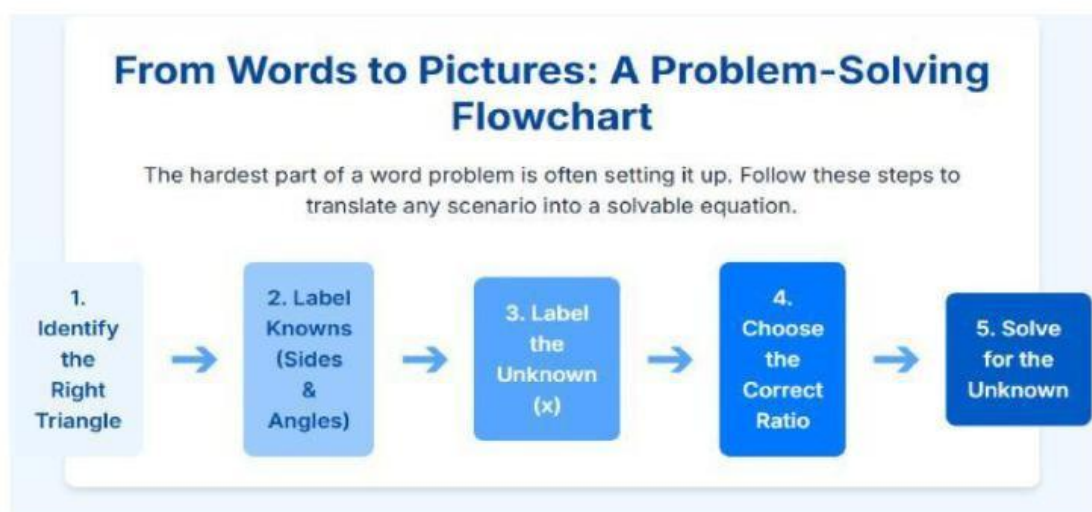 From Words to Pictures: A Problem-Solving
Flowchart
The hardest part of a word problem is often setting it up. Follow these steps to
translate any scenario into a solvable equation.
1.
Identify
the
Right
Triangle
2. Label
Knowns
(Sides
&
Angles)
3. Label
the
Unknown
(x)
4.
Choose
the
Correct
Ratio
5. Solve
for the
Unknown